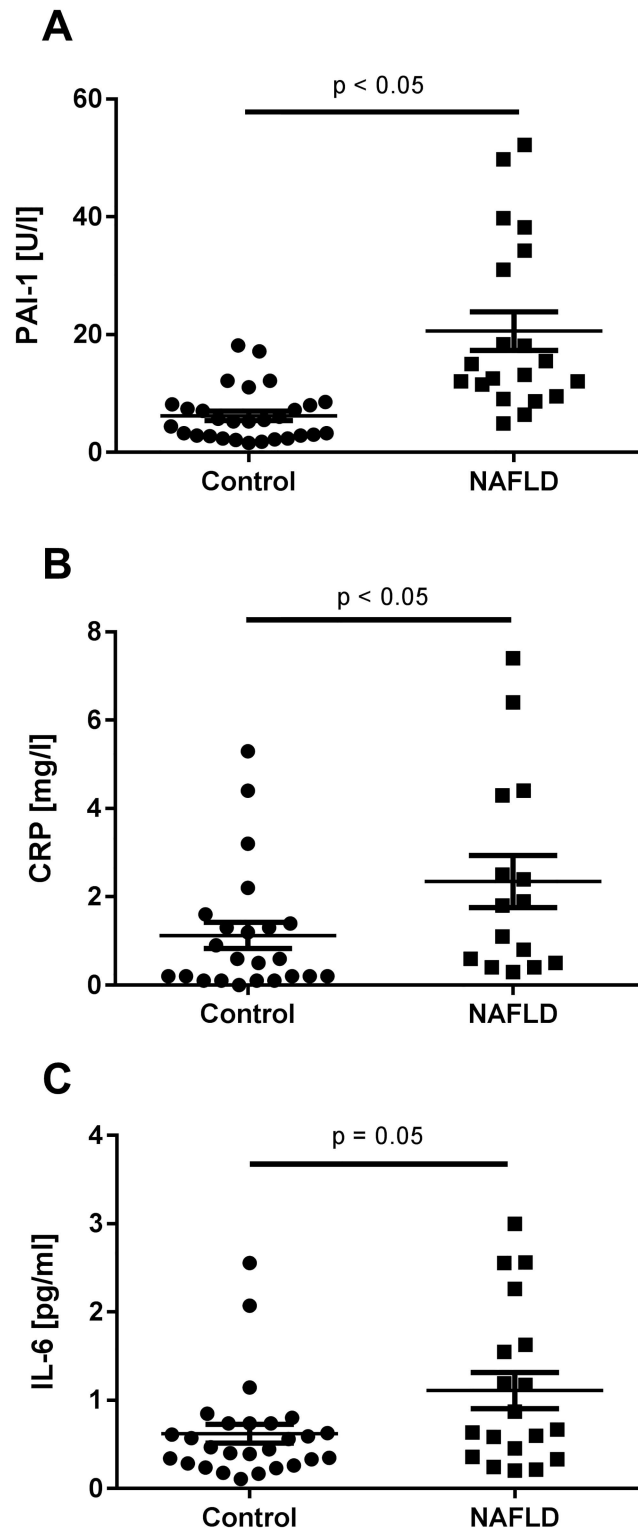 A
p < 0.05
60
40
20
0
PAI-1 [U/l]
Control NAFLD
B
p < 0.05
8
6
4
2
0
CRP [mg/l]
Control NAFLD
C
p = 0.05
4
3
2
1
0
IL-6 [pg/ml]
Control NAFLD